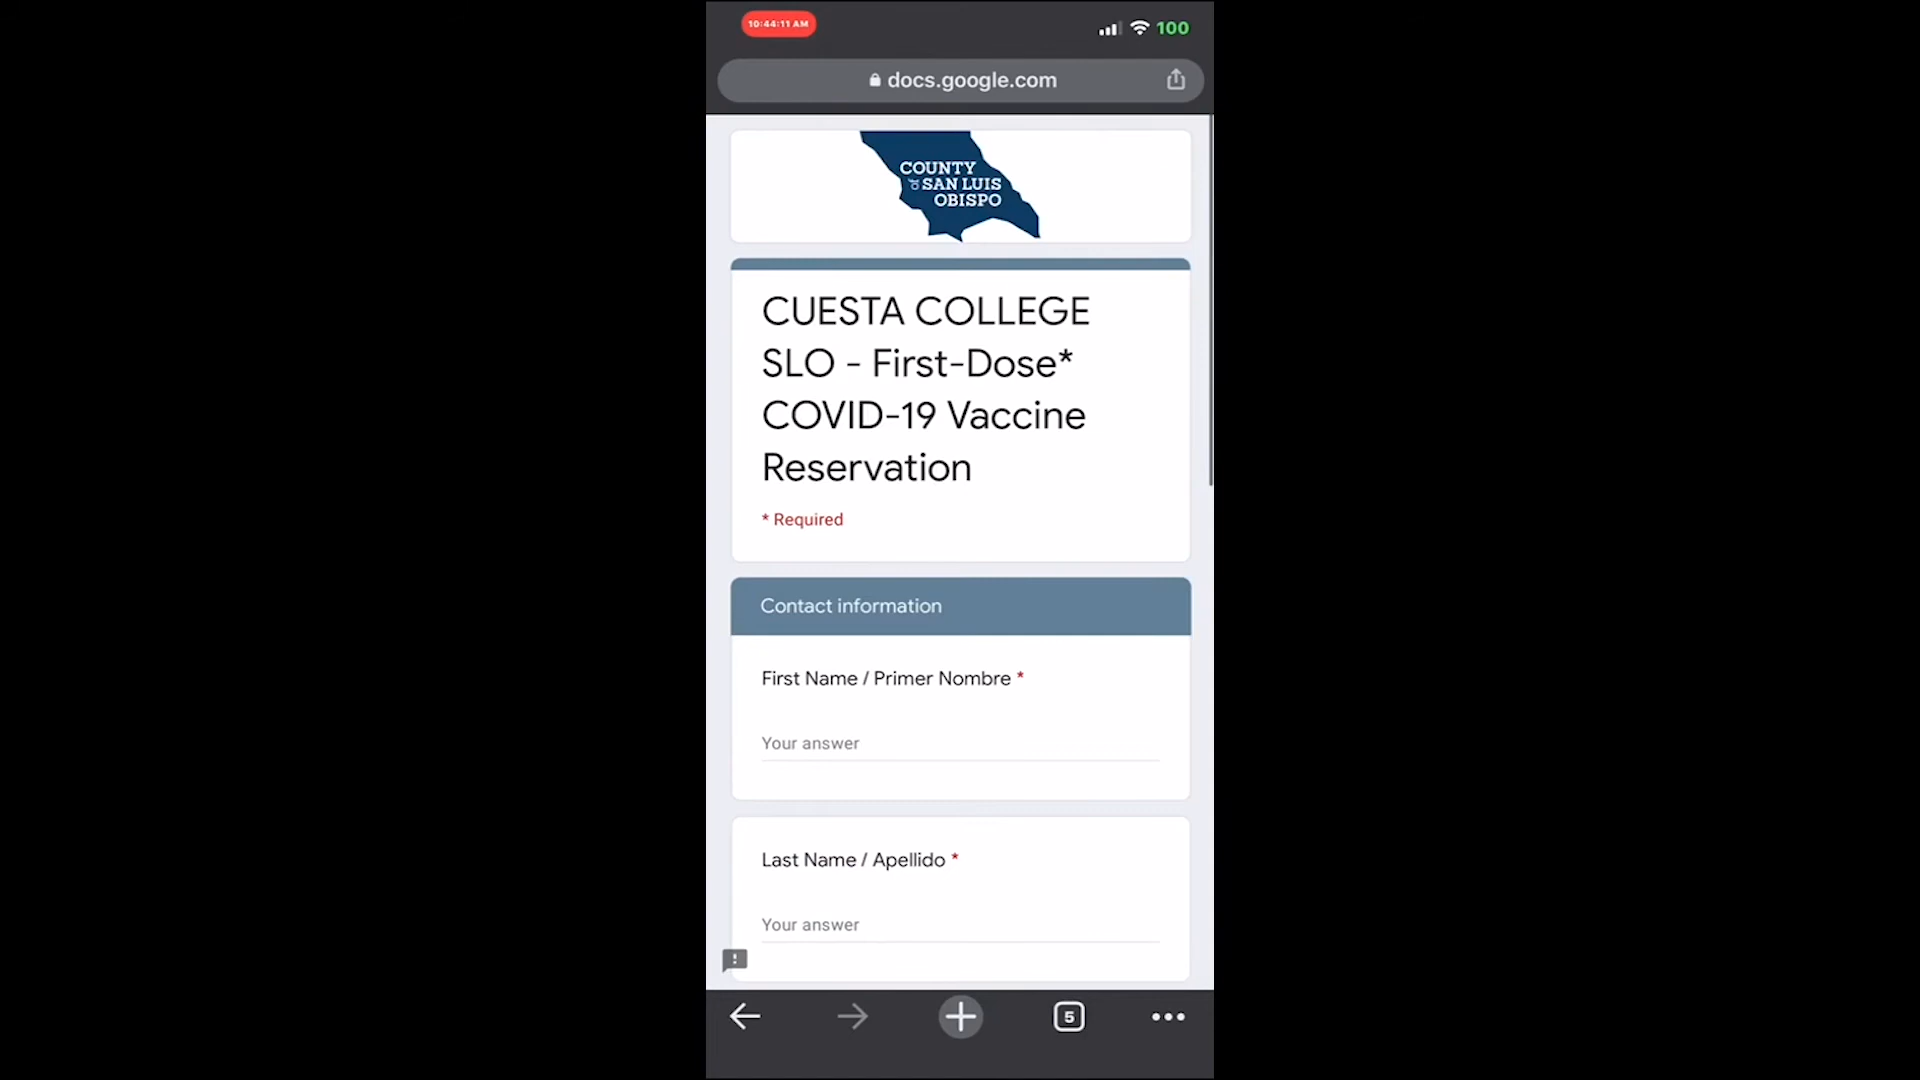 10:44:11 AM
100
docs.google.com
COUNTY
of SAN LUIS
OBISPO
CUESTA COLLEGE
SLO - First-Dose*
COVID-19 Vaccine
Reservation
* Required
Contact information
First Name / Primer Nombre *
Your answer
Last Name / Apellido *
Your answer
5